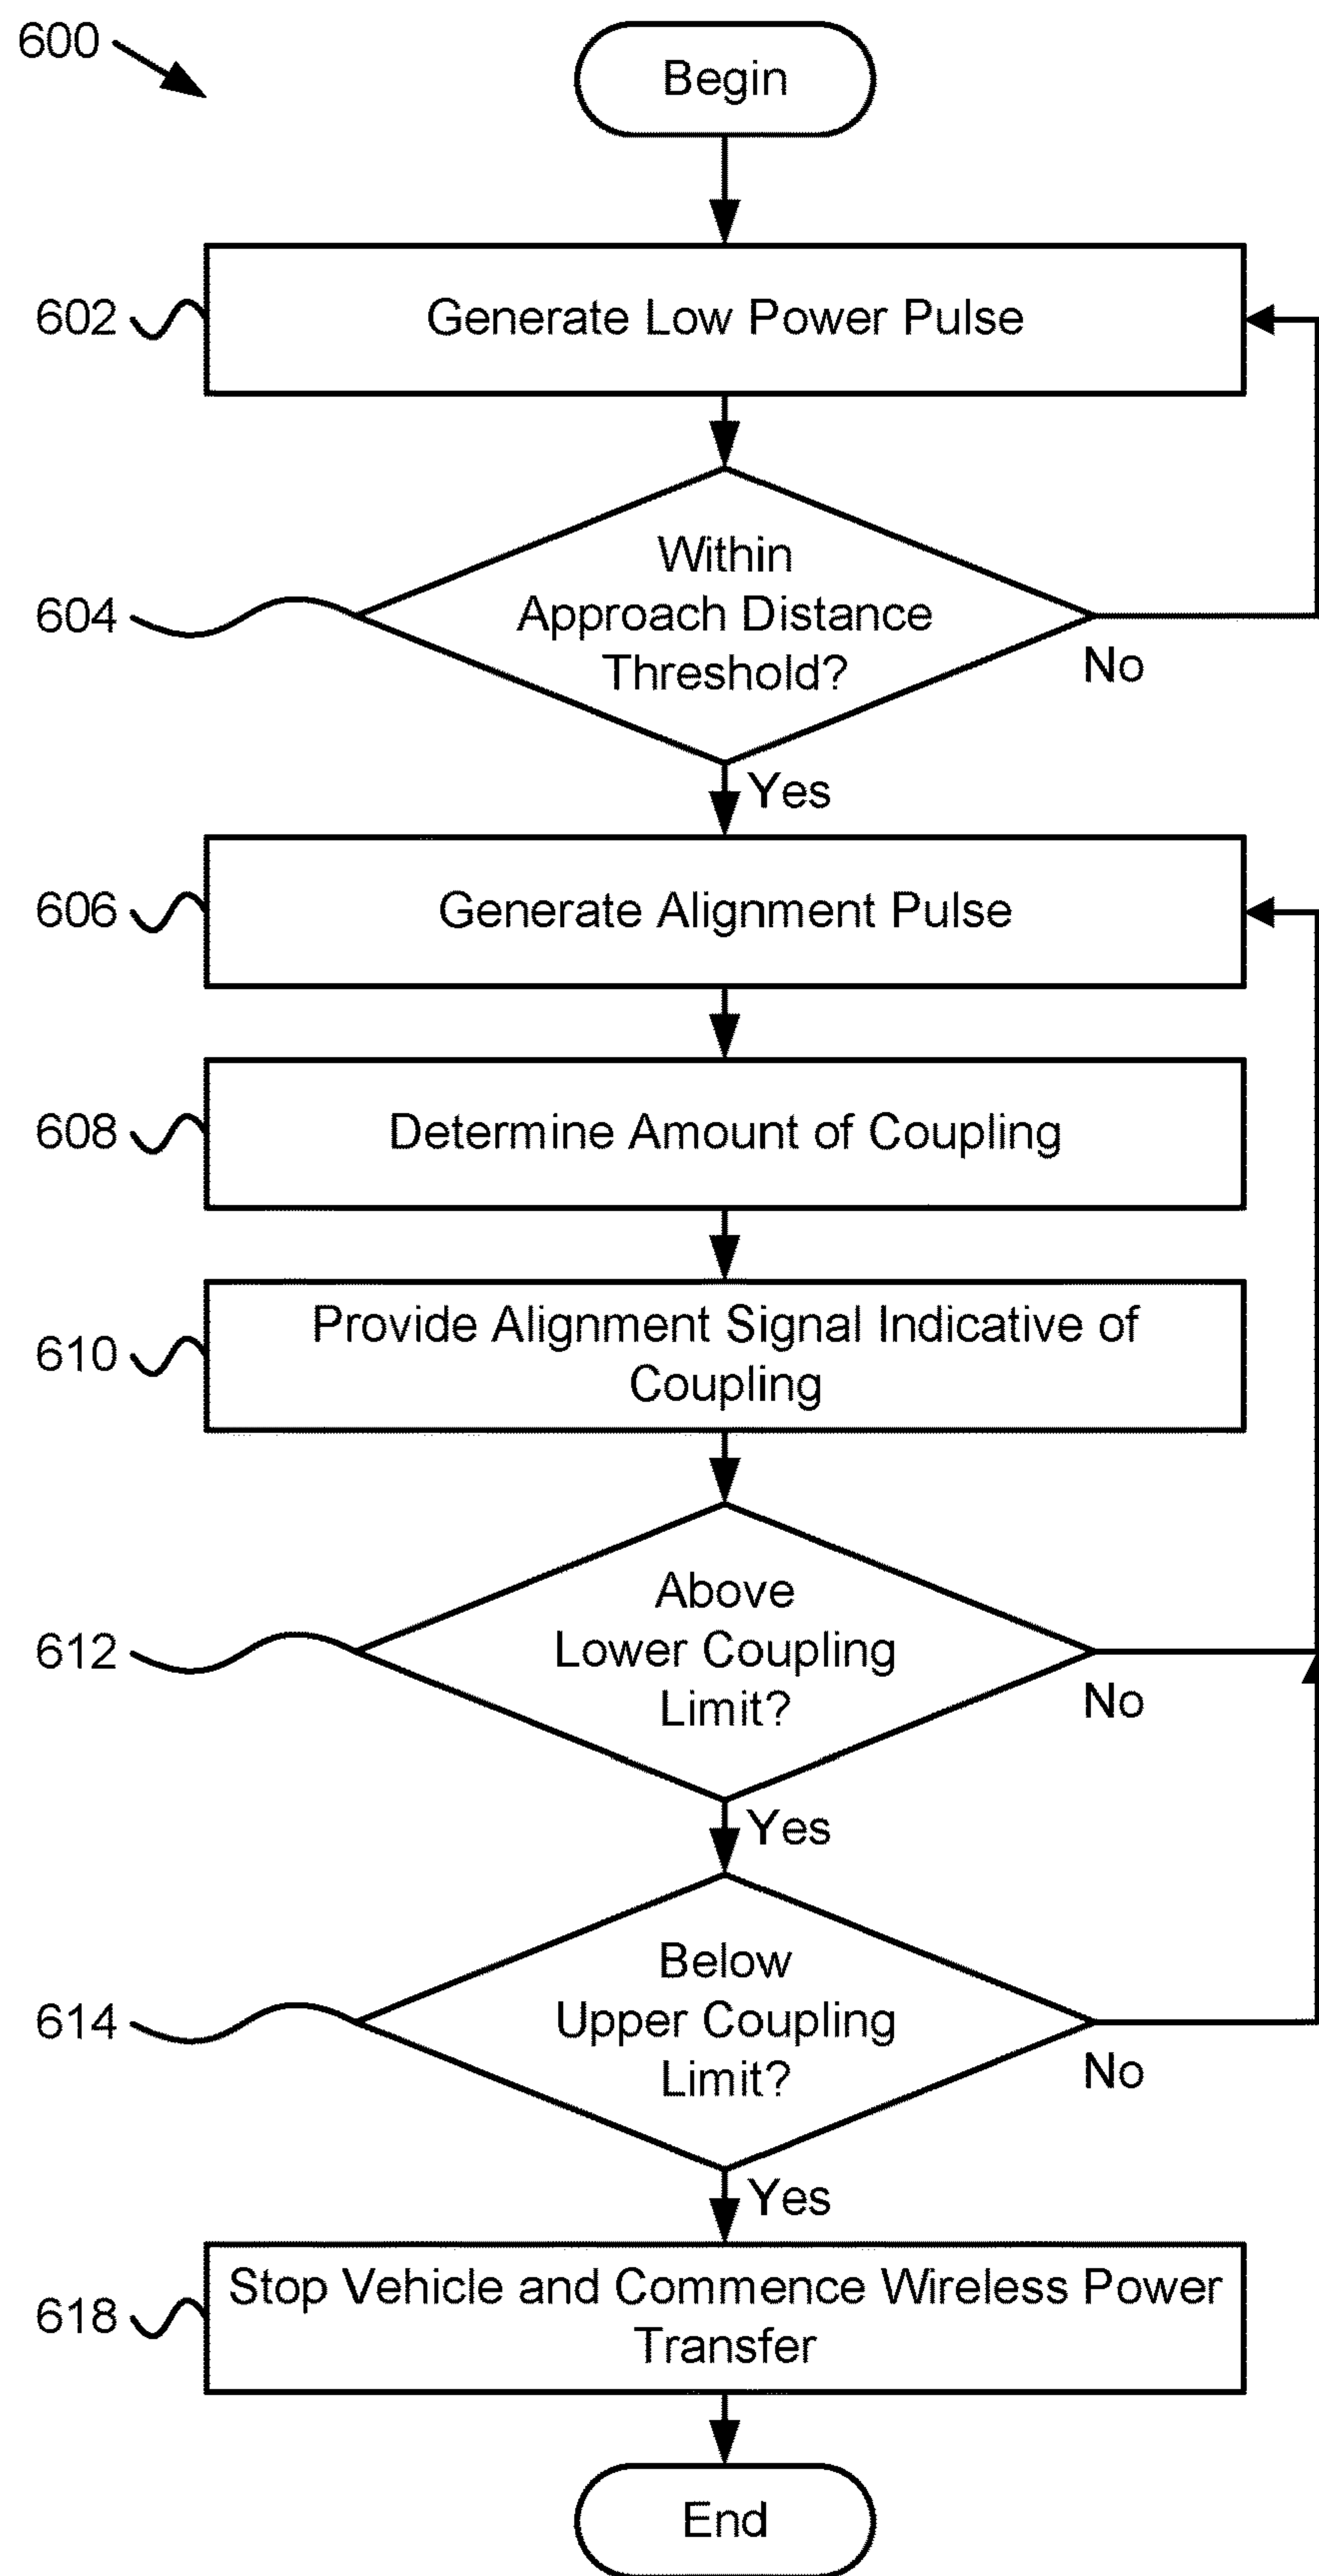 600
Begin
602
Generate Low Power Pulse
604
Within
Approach Distance
Threshold?
No
Yes
606
Generate Alignment Pulse
608
Determine Amount of Coupling
610
Provide Alignment Signal Indicative of
Coupling
612
Above
Lower Coupling
Limit?
No
Yes
614
Below
Upper Coupling
Limit?
No
Yes
618
Stop Vehicle and Commence Wireless Power
Transfer
End